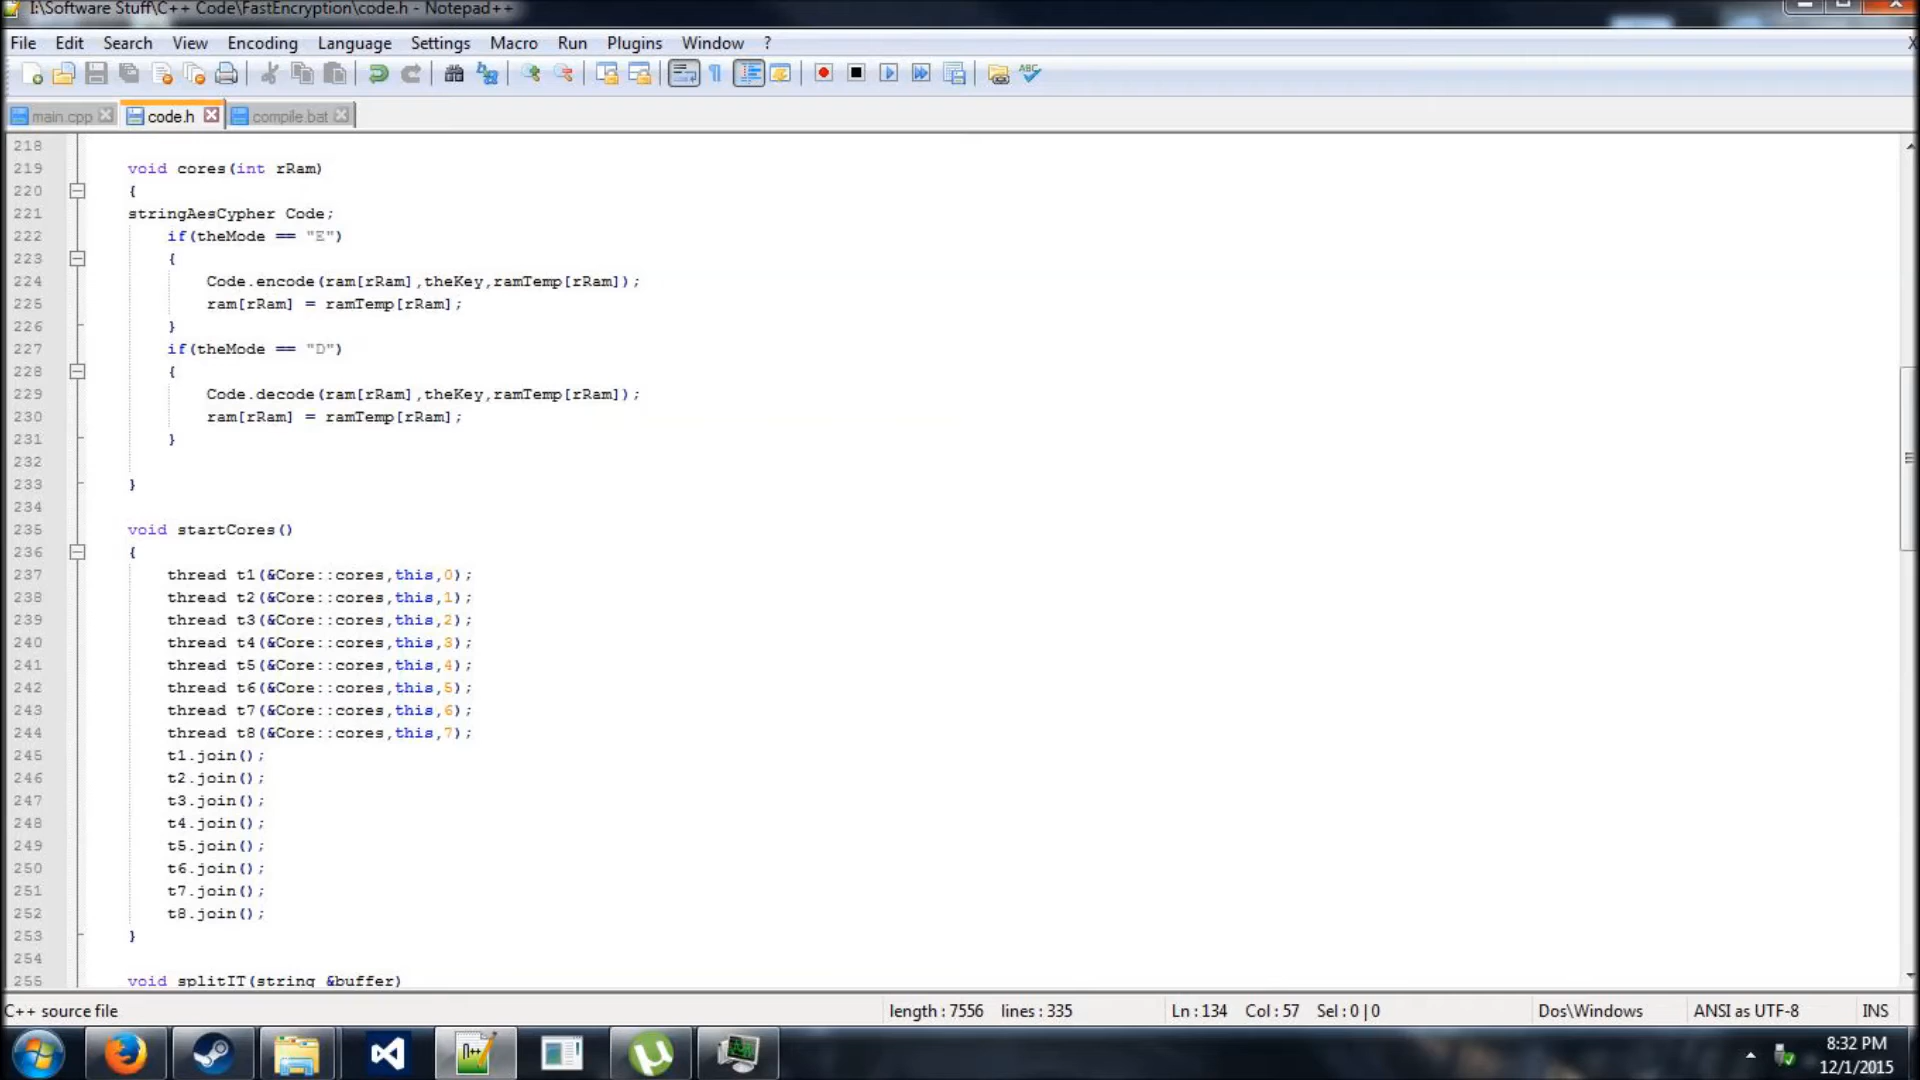 I:\Software Stuff\C++ Code\FastEncryption\code.h - Notepad++
File Edit Search View Encoding Language Settings Macro Run Plugins Window ? X
main.cpp code.h compile.bat
218
219 void cores(int rRam)
220 {
221 stringAesCypher Code;
222 if(theMode == "E")
223 {
224 Code.encode(ram[rRam],theKey,ramTemp[rRam]);
225 ram[rRam] = ramTemp[rRam];
226 }
227 if(theMode == "D")
228 {
229 Code.decode(ram[rRam],theKey,ramTemp[rRam]);
230 ram[rRam] = ramTemp[rRam];
231 }
232
233 }
234
235 void startCores()
236 {
237 thread t1(&Core::cores,this,0);
238 thread t2(&Core::cores,this,1);
239 thread t3(&Core::cores,this,2);
240 thread t4(&Core::cores,this,3);
241 thread t5(&Core::cores,this,4);
242 thread t6(&Core::cores,this,5);
243 thread t7(&Core::cores,this,6);
244 thread t8(&Core::cores,this,7);
245 t1.join();
246 t2.join();
247 t3.join();
248 t4.join();
249 t5.join();
250 t6.join();
251 t7.join();
252 t8.join();
253 }
254
255 void splitIT(string &buffer)
C++ source file length : 7556 lines : 335 Ln : 134 Col : 57 Sel : 0 | 0 Dos\Windows ANSI as UTF-8 INS
8:32 PM
12/1/2015